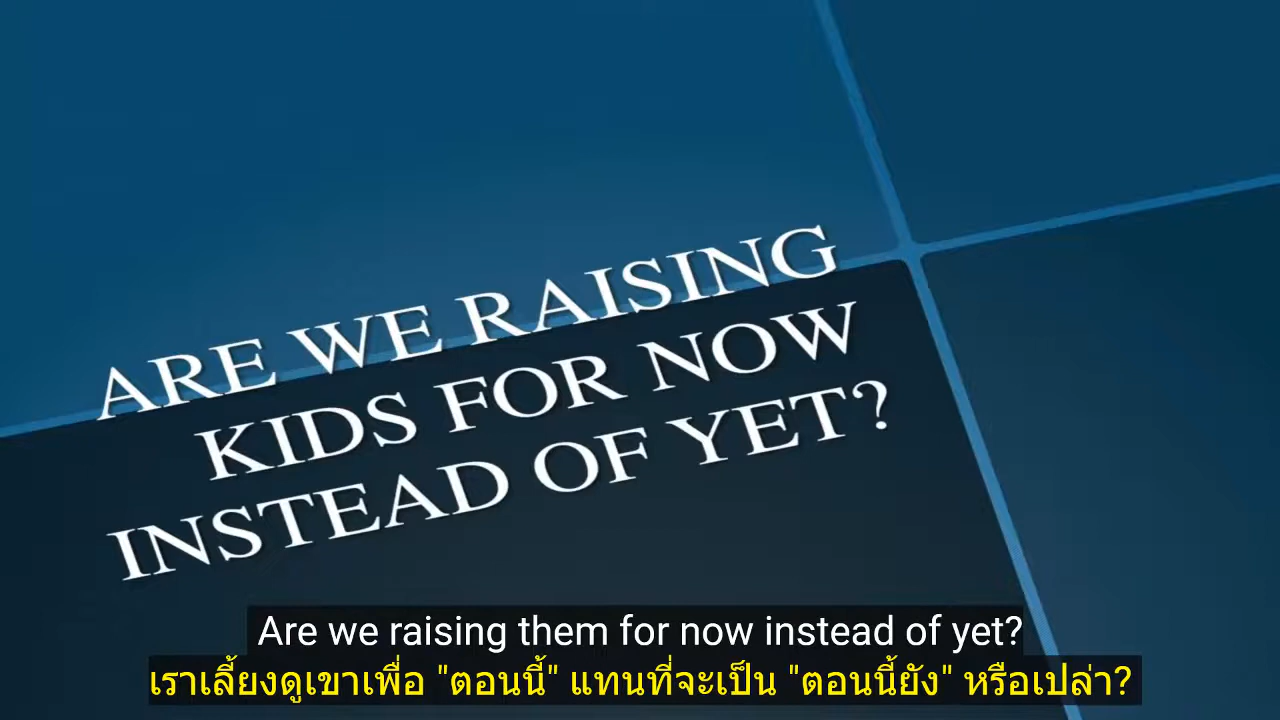 ARE WE RAISING
KIDS FOR NOW
INSTEAD OF YET?
Are we raising them for now instead of yet?
เราเลี้ยงดูเขาเพื่อ "ตอนนี้" แทนที่จะเป็น "ตอนนี้ยัง" หรือเปล่า?